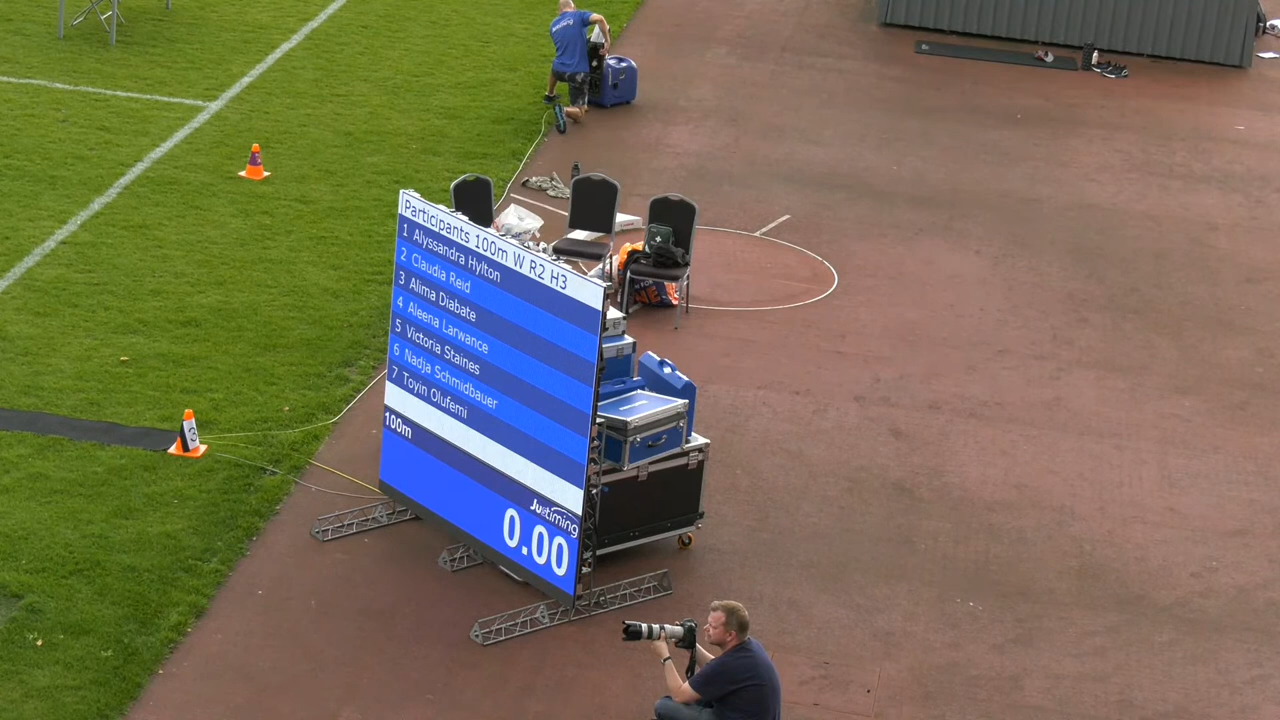 Participants 100m W R2 H3
1 Alyssandra Hylton
2 Claudia Reid
3 Alima Diabate
4 Aleena Larwance
5 Victoria Staines
6 Nadja Schmidbauer
7 Toyin Olufemi
100m
Justiming
0.00